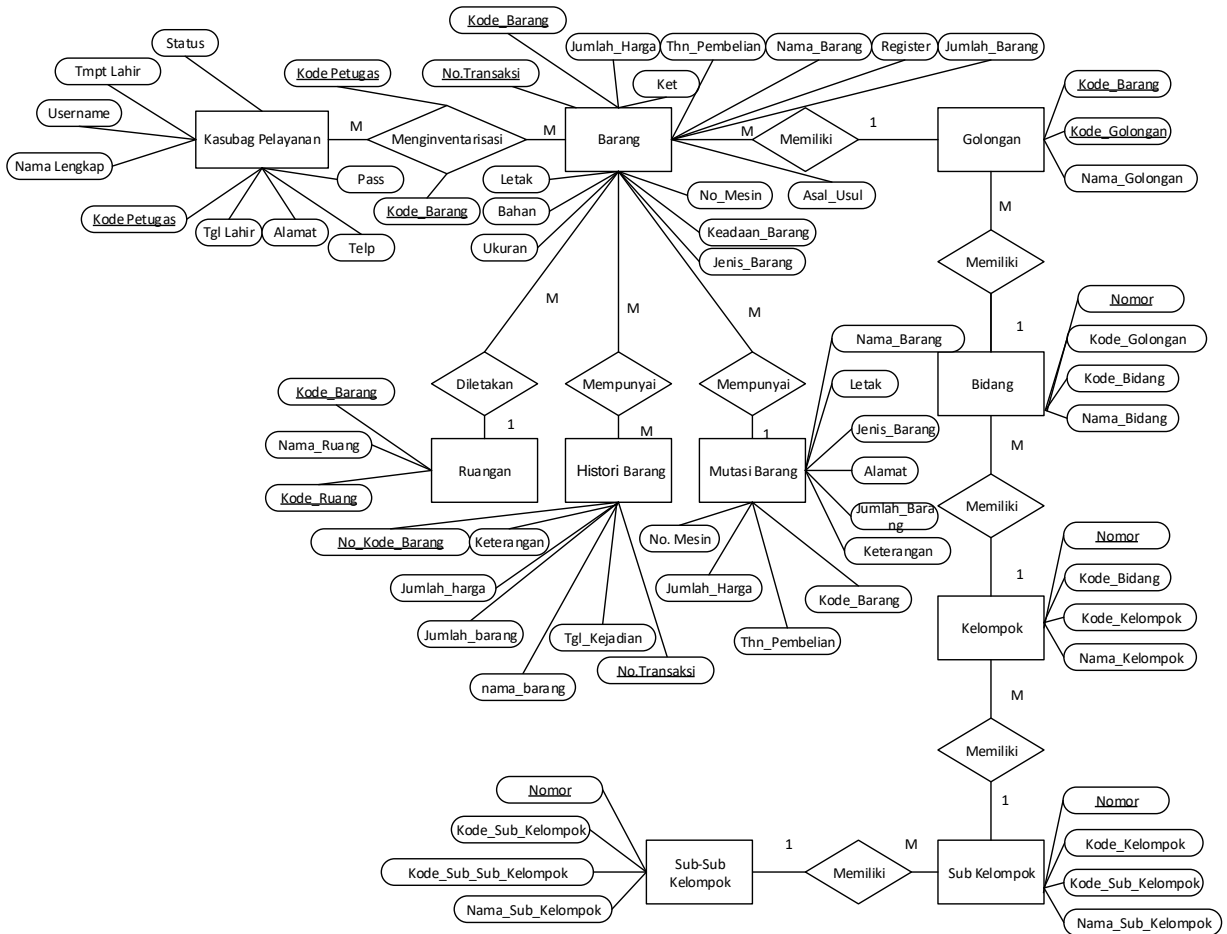 Kode_Barang
Status
Jumlah_Harga
Thn_Pembelian
Nama_Barang
Register
Jumlah_Barang
Tmpt Lahir
Kode Petugas
No.Transaksi
Ket
Kode_Barang
Username
Kasubag Pelayanan
M
Menginventarisasi
M
Barang
M
Memiliki
1
Golongan
Kode_Golongan
Nama Lengkap
Pass
Letak
No_Mesin
Asal_Usul
Nama_Golongan
Kode Petugas
Kode_Barang
Bahan
M
Tgl Lahir
Alamat
Keadaan_Barang
Telp
Ukuran
Jenis_Barang
Memiliki
M
M
M
Nomor
1
Nama_Barang
Kode_Golongan
Diletakan
Mempunyai
Mempunyai
Letak
Bidang
Kode_Bidang
Kode_Barang
Nama_Bidang
1
M
1
Jenis_Barang
Nama_Ruang
M
Ruangan
Histori Barang
Mutasi Barang
Alamat
Kode_Ruang
Memiliki
Jumlah_Bara
ng
No_Kode_Barang
Keterangan
No. Mesin
Keterangan
Nomor
Jumlah_harga
Jumlah_Harga
1
Kode_Bidang
Kode_Barang
Kode_Kelompok
Kelompok
Jumlah_barang
Tgl_Kejadian
Thn_Pembelian
Nama_Kelompok
No.Transaksi
nama_barang
M
Memiliki
Nomor
1
Nomor
Kode_Sub_Kelompok
1
M
Kode_Kelompok
Kode_Sub_Sub_Kelompok
Sub-Sub
Kelompok
Memiliki
Sub Kelompok
Kode_Sub_Kelompok
Nama_Sub_Kelompok
Nama_Sub_Kelompok